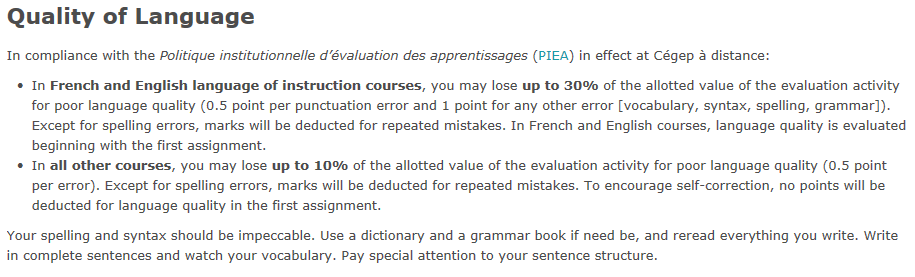 Quality of Language
In compliance with the Politique institutionnelle d'évaluation des apprentissages (PIEA) in effect at Cégep à distance:
• In French and English language of instruction courses, you may lose up to 30% of the allotted value of the evaluation activity
for poor language quality (0.5 point per punctuation error and 1 point for any other error [vocabulary, syntax, spelling, grammar]).
Except for spelling errors, marks will be deducted for repeated mistakes. In French and English courses, language quality is evaluated
beginning with the first assignment.
• In all other courses, you may lose up to 10% of the allotted value of the evaluation activity for poor language quality (0.5 point
per error). Except for spelling errors, marks will be deducted for repeated mistakes. To encourage self-correction, no points will be
deducted for language quality in the first assignment.
Your spelling and syntax should be impeccable. Use a dictionary and a grammar book if need be, and reread everything you write. Write
in complete sentences and watch your vocabulary. Pay special attention to your sentence structure.